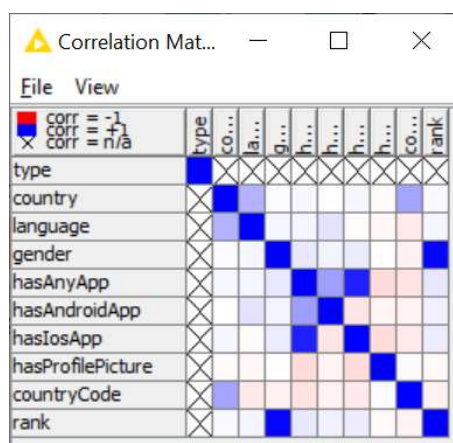 Correlation Mat...
File View
corr = -1
corr = +1
corr = n/a
type co... la... g... h... h... h... h... co... rank
type
country
language
gender
hasAnyApp
hasAndroidApp
hasIosApp
hasProfilePicture
countryCode
rank